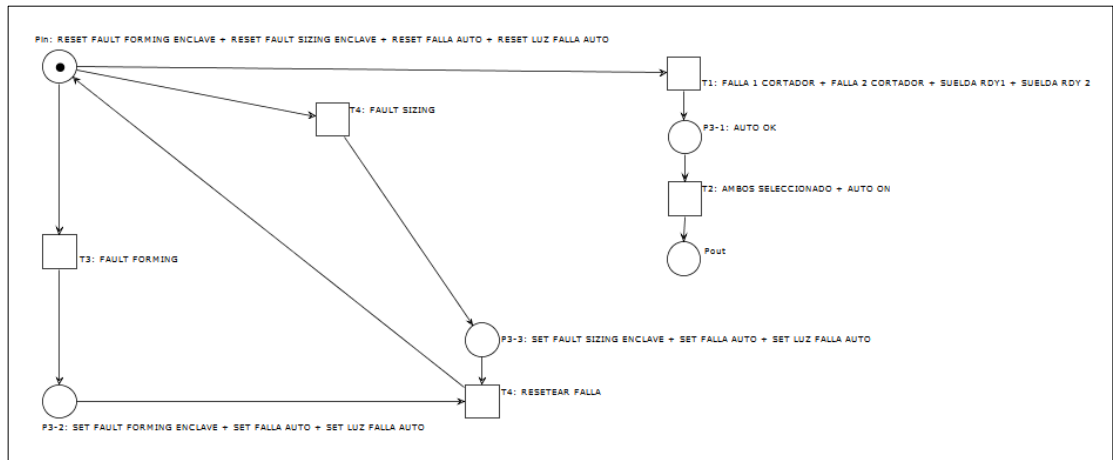 Pin: RESET FAULT FORMING ENCLAVE + RESET FAULT SIZING ENCLAVE + RESET FALLA AUTO + RESET LUZ FALLA AUTO
T1: FALLA 1 CORTADOR + FALLA 2 CORTADOR + SUELDA RDY1 + SUELDA RDY 2
T4: FAULT SIZING
P3-1: AUTO OK
T2: AMBOS SELECCIONADO + AUTO ON
Pout
T3: FAULT FORMING
P3-3: SET FAULT SIZING ENCLAVE + SET FALLA AUTO + SET LUZ FALLA AUTO
T4: RESETEAR FALLA
P3-2: SET FAULT FORMING ENCLAVE + SET FALLA AUTO + SET LUZ FALLA AUTO